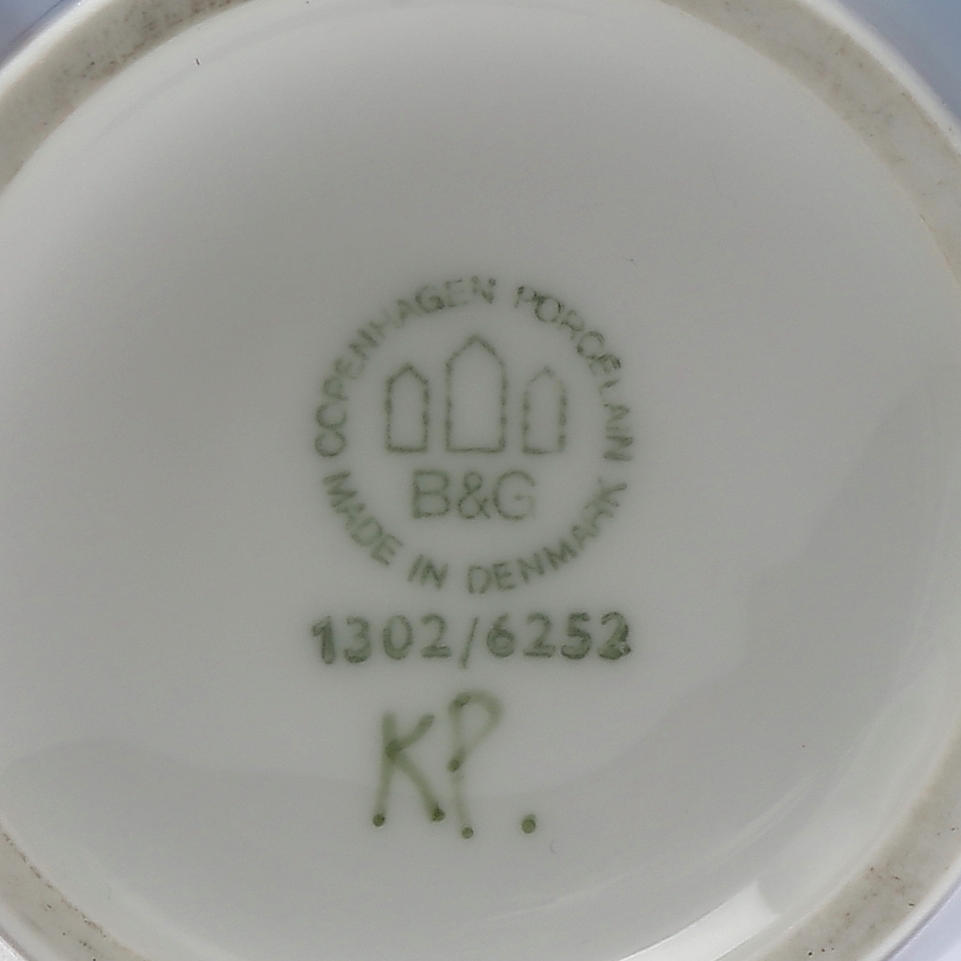 COPENHAGEN PORCELAIN
B&G
MADE IN DENMARK
1302/6252
KP.